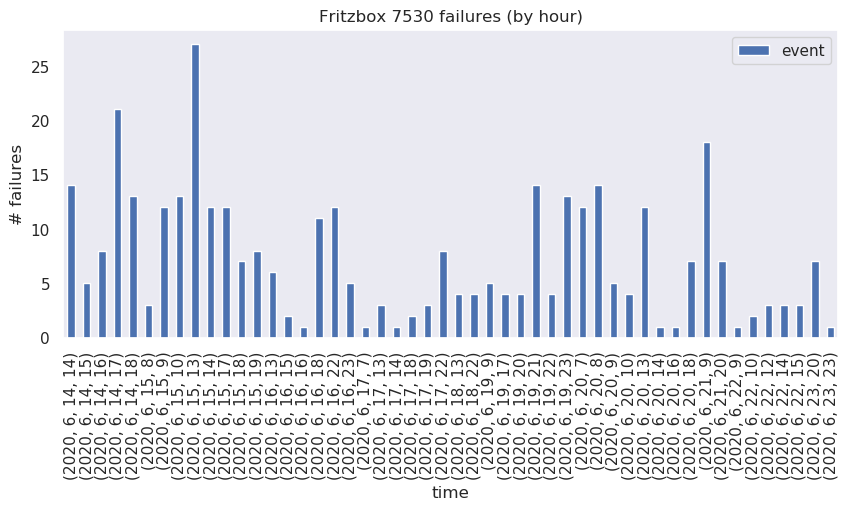 Fritzbox 7530 failures (by hour)
event
# failures
25
20
15
10
5
0
(2020, 6, 14, 14)
(2020, 6, 14, 15)
(2020, 6, 14, 16)
(2020, 6, 14, 17)
(2020, 6, 14, 18)
(2020, 6, 15, 8)
(2020, 6, 15, 9)
(2020, 6, 15, 10)
(2020, 6, 15, 13)
(2020, 6, 15, 14)
(2020, 6, 15, 17)
(2020, 6, 15, 18)
(2020, 6, 15, 19)
(2020, 6, 16, 13)
(2020, 6, 16, 15)
(2020, 6, 16, 16)
(2020, 6, 16, 18)
(2020, 6, 16, 22)
(2020, 6, 16, 23)
(2020, 6, 17, 7)
(2020, 6, 17, 13)
(2020, 6, 17, 14)
(2020, 6, 17, 18)
(2020, 6, 17, 19)
(2020, 6, 17, 22)
(2020, 6, 18, 13)
(2020, 6, 18, 22)
(2020, 6, 19, 9)
(2020, 6, 19, 17)
(2020, 6, 19, 20)
(2020, 6, 19, 21)
(2020, 6, 19, 22)
(2020, 6, 19, 23)
(2020, 6, 20, 7)
(2020, 6, 20, 8)
(2020, 6, 20, 9)
(2020, 6, 20, 10)
(2020, 6, 20, 13)
(2020, 6, 20, 14)
(2020, 6, 20, 16)
(2020, 6, 20, 18)
(2020, 6, 21, 9)
(2020, 6, 21, 20)
(2020, 6, 22, 9)
(2020, 6, 22, 10)
(2020, 6, 22, 12)
(2020, 6, 22, 14)
(2020, 6, 22, 15)
(2020, 6, 23, 20)
(2020, 6, 23, 23)
time